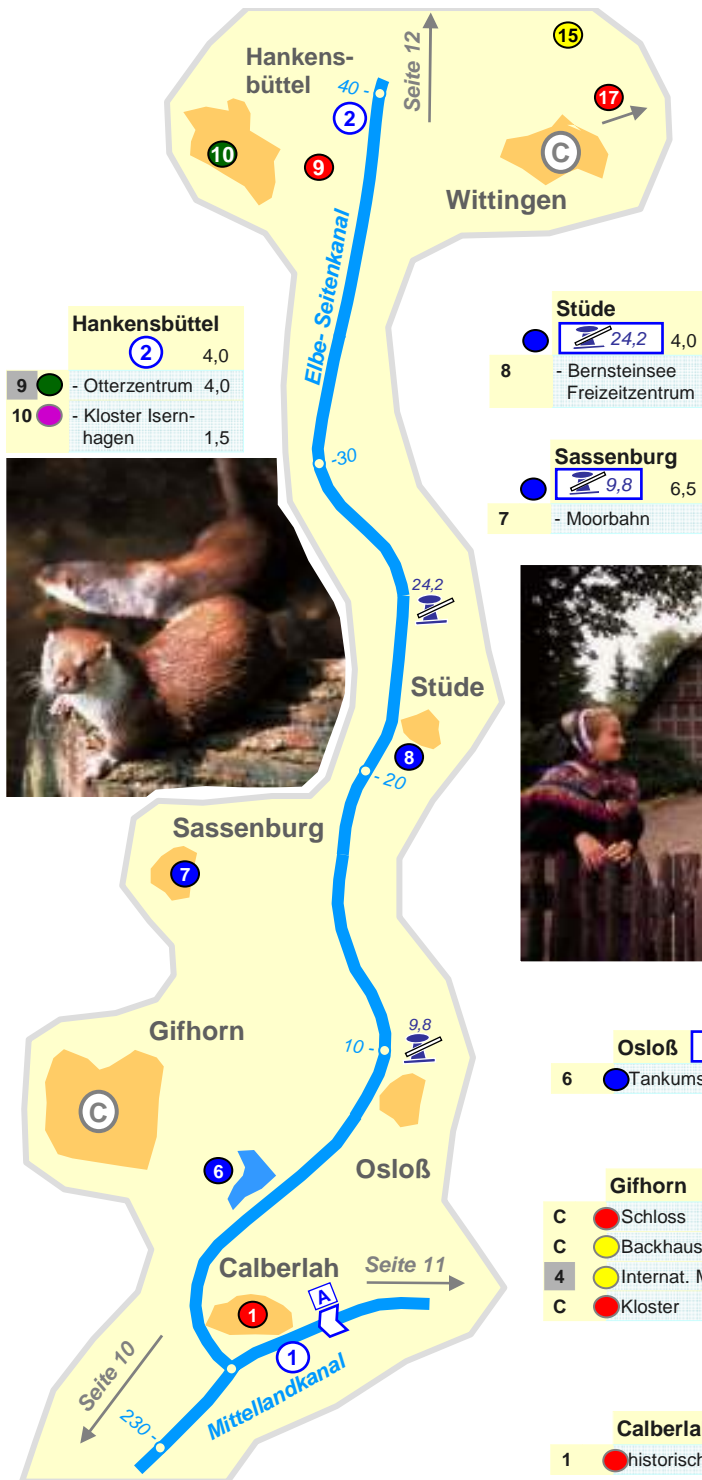 15
Hankens-
büttel
Seite 12
40 -
17
2
10
9
C
Wittingen
Elbe- Seitenkanal
Hankensbüttel
2 4,0
9 - Otterzentrum 4,0
10 - Kloster Isern-
hagen 1,5
Stüde
24,2 4,0
8 - Bernsteinsee
Freizeitzentrum
-30
Sassenburg
9,8 6,5
7 - Moorbahn
24,2
Stüde
8
- 20
Sassenburg
7
Gifhorn
9,8
10 -
C
Osloß
6 Tankums
Osloß
6
Gifhorn
C Schloss
C Backhaus
4 Internat. M
C Kloster
Calberlah
Seite 11
A
1
1
Seite 10
Mittellandkanal
230 -
Calberla
1 historisch